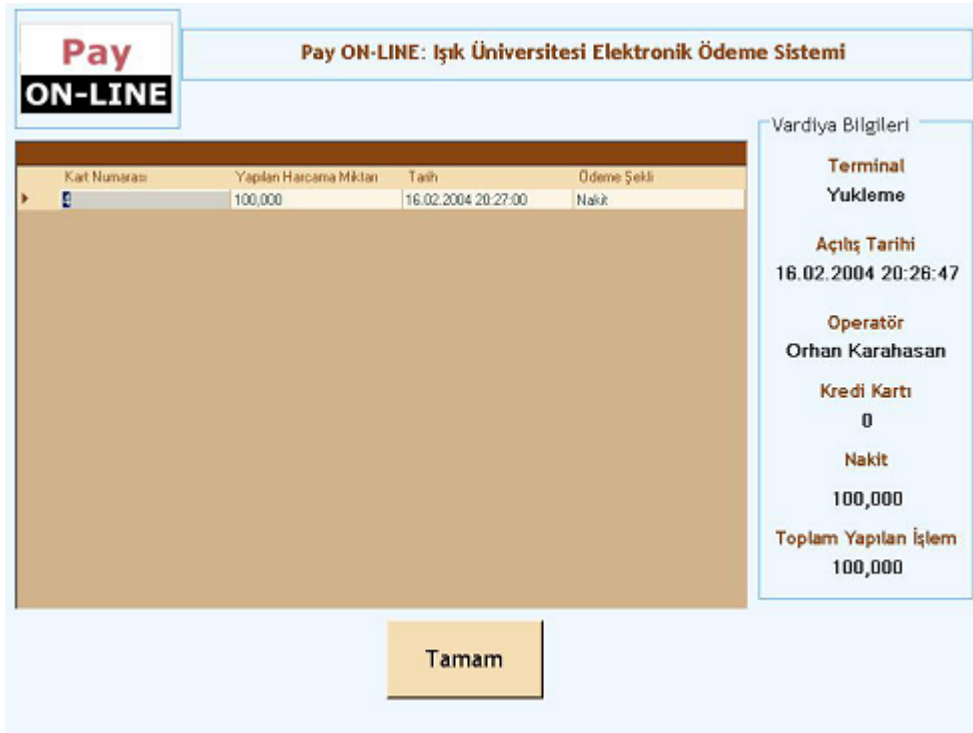 Pay
ON-LINE
Pay ON-LINE: Işık Üniversitesi Elektronik Ödeme Sistemi
Kart Numarası Yapılan Harcama Miktarı Tarih Ödeme Şekli
4 100,000 16.02.2004 20:27:00 Nakit
Vardiya Bilgileri
Terminal
Yukleme
Açılış Tarihi
16.02.2004 20:26:47
Operatör
Orhan Karahasan
Kredi Kartı
0
Nakit
100,000
Toplam Yapılan İşlem
100,000
Tamam